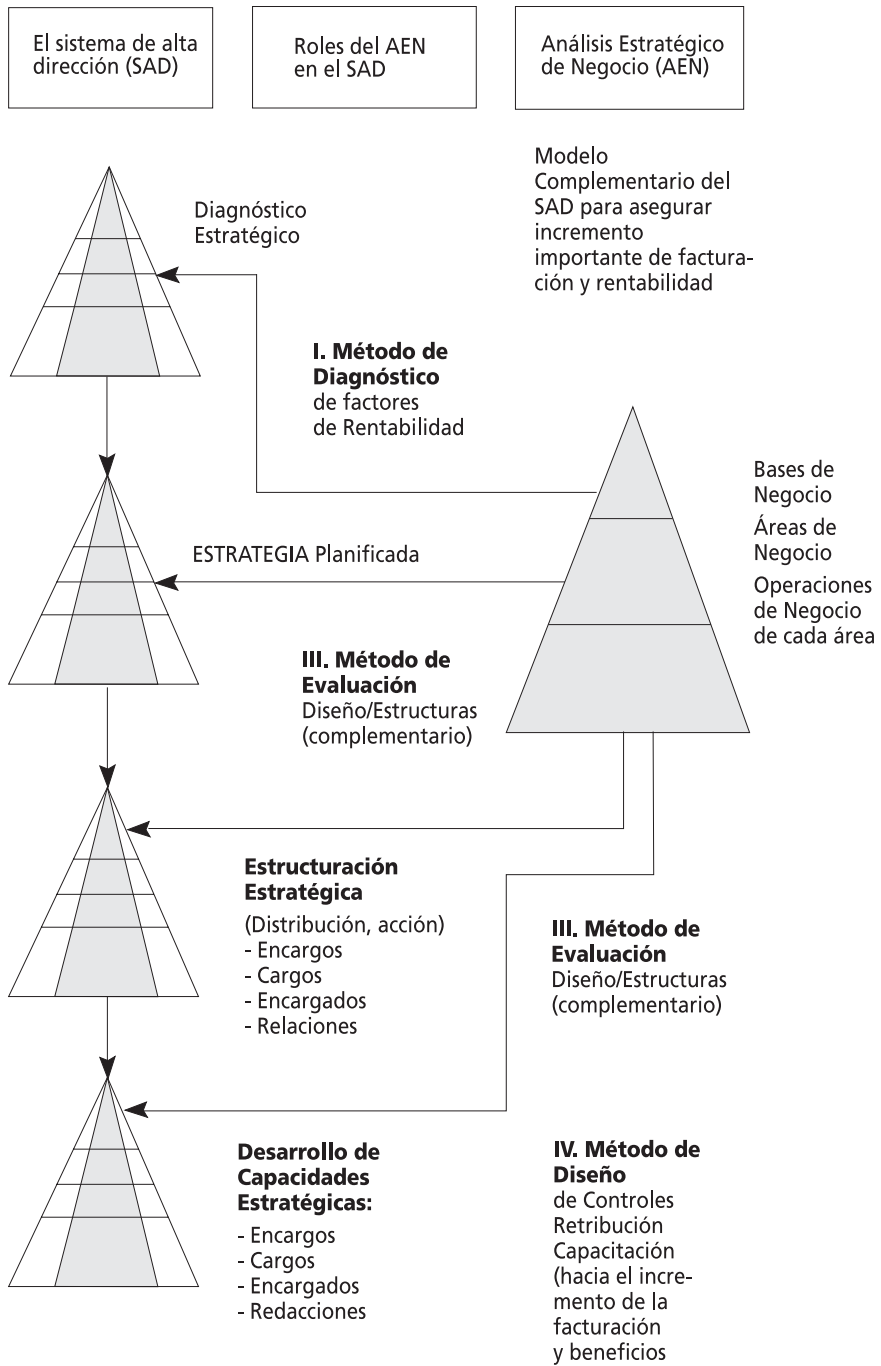 El sistema de alta
dirección (SAD)
Roles del AEN
en el SAD
Análisis Estratégico
de Negocio (AEN)
Modelo
Complementario del
SAD para asegurar
incremento
importante de factura-
ción y rentabilidad
Diagnóstico
Estratégico
I. Método de
Diagnóstico
de factores
de Rentabilidad
Bases de
Negocio
Áreas de
Negocio
Operaciones
de Negocio
de cada área
ESTRATEGIA Planificada
III. Método de
Evaluación
Diseño/Estructuras
(complementario)
Estructuración
Estratégica
(Distribución, acción)
- Encargos
- Cargos
- Encargados
- Relaciones
III. Método de
Evaluación
Diseño/Estructuras
(complementario)
Desarrollo de
Capacidades
Estratégicas:
- Encargos
- Cargos
- Encargados
- Redacciones
IV. Método de
Diseño
de Controles
Retribución
Capacitación
(hacia el incre-
mento de la
facturación
y beneficios